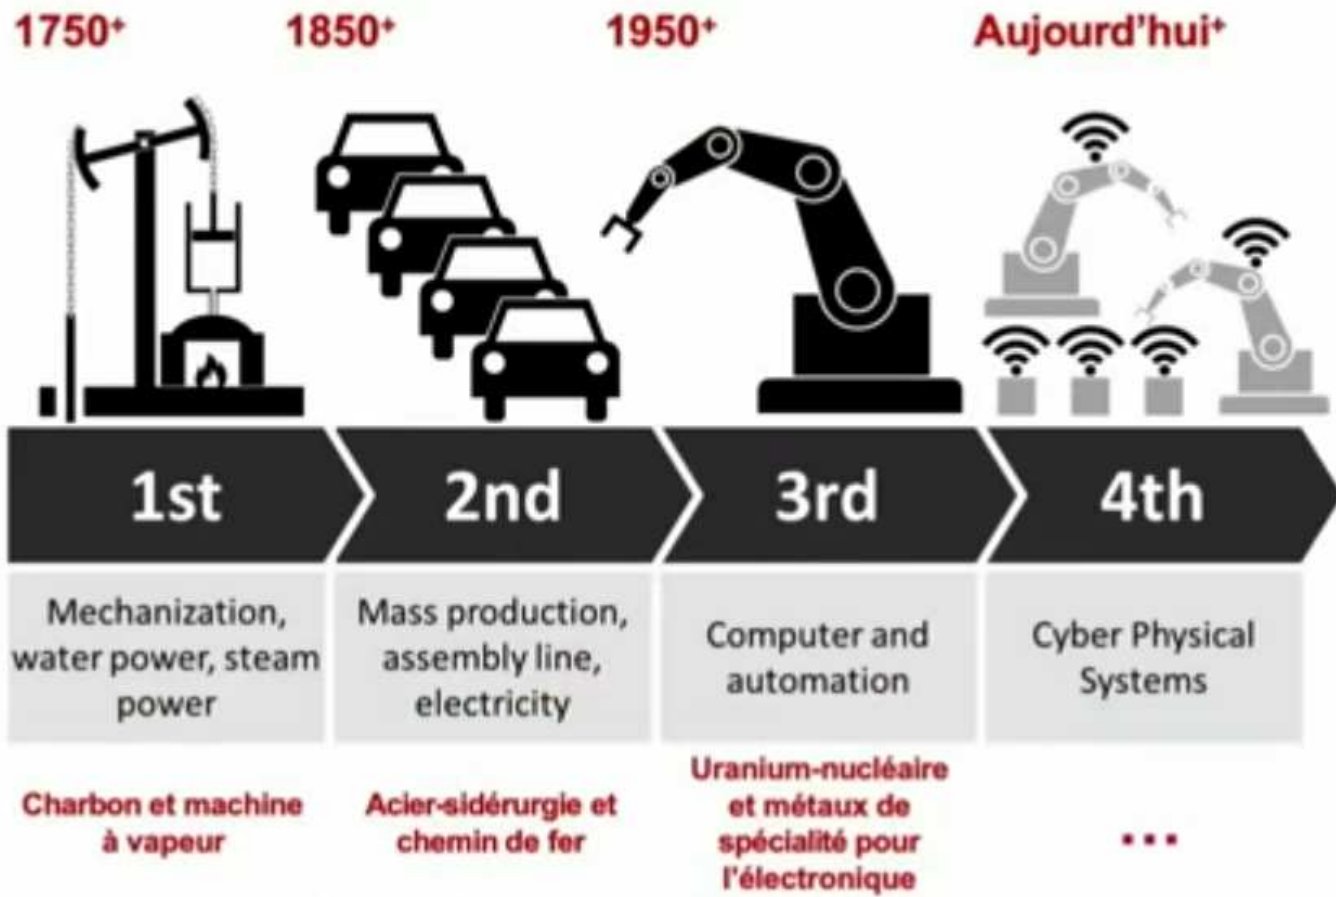 1750+
1850+
1950+
Aujourd'hui+
1st
2nd
3rd
4th
Mechanization,
water power, steam
power
Mass production,
assembly line,
electricity
Computer and
automation
Cyber Physical
Systems
Charbon et machine
à vapeur
Acier-sidérurgie et
chemin de fer
Uranium-nucléaire
et métaux de
spécialité pour
l'électronique
...